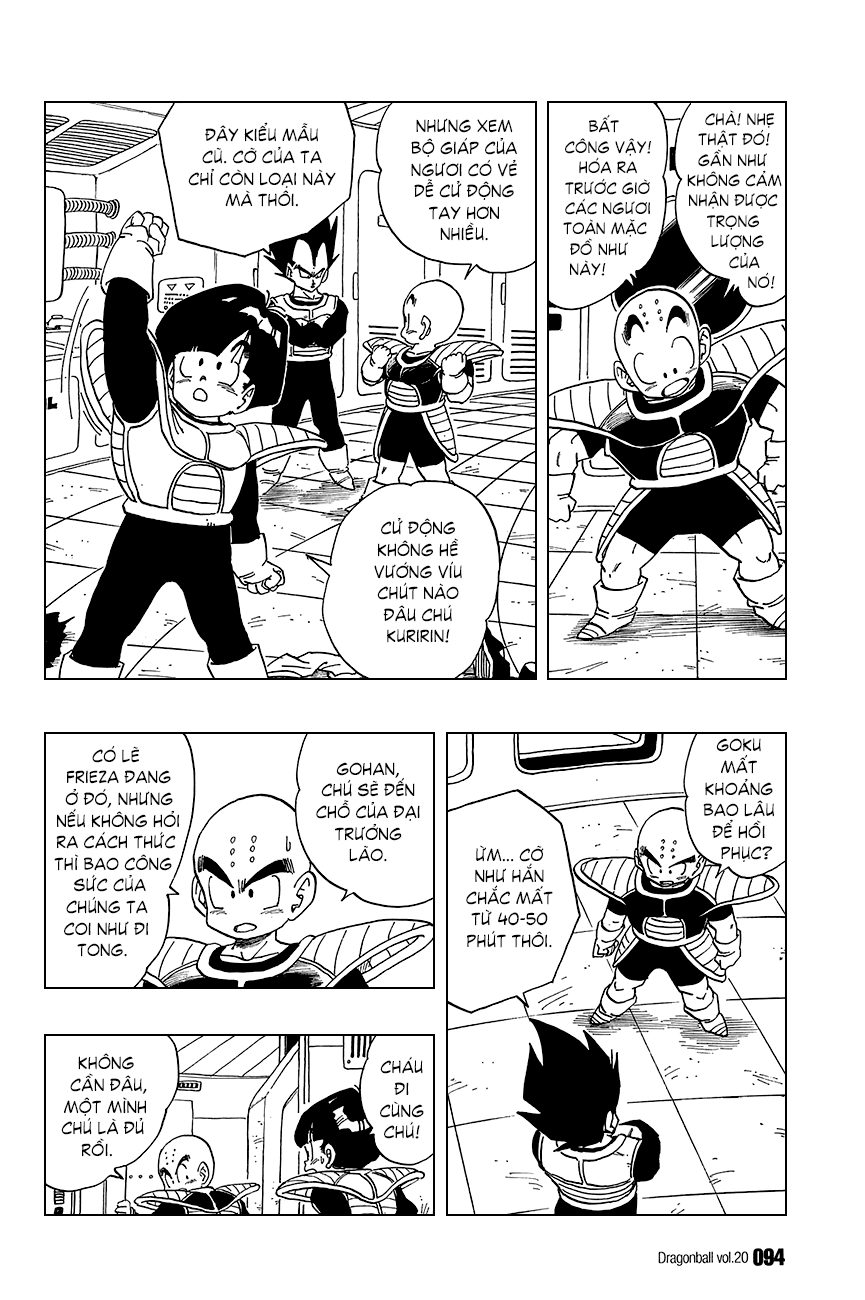 CHÀ! NHẸ
THẬT ĐÓ!
GẦN NHƯ
KHÔNG CẢM
NHẬN ĐƯỢC
TRỌNG
LƯỢNG
CỦA
NÓ!
BẤT
CÔNG VẬY!
HÓA RA
TRƯỚC GIỜ
CÁC NGƯƠI
TOÀN MẶC
ĐỒ NHƯ
NÀY!
NHƯNG XEM
BỘ GIÁP CỦA
NGƯƠI CÓ VẺ
DỄ CỬ ĐỘNG
TAY HƠN
NHIỀU.
ĐÂY KIỂU MẪU
CŨ. CỠ CỦA TA
CHỈ CÒN LOẠI NÀY
MÀ THÔI.
CỬ ĐỘNG
KHÔNG HỀ
VƯỚNG VÍU
CHÚT NÀO
ĐÂU CHÚ
KURIRIN!
GOKU
MẤT
KHOẢNG
BAO LÂU
ĐỂ HỒI
PHỤC?
ỪM... CỠ
NHƯ HẮN
CHẮC MẤT
TỪ 40-50
PHÚT THÔI.
GOHAN,
CHÚ SẼ ĐẾN
CHỖ CỦA ĐẠI
TRƯỞNG
LÃO.
CÓ LẼ
FRIEZA ĐANG
Ở ĐÓ, NHƯNG
NẾU KHÔNG HỎI
RA CÁCH THỨC
THÌ BAO CÔNG
SỨC CỦA
CHÚNG TA
COI NHƯ ĐI
TONG.
CHÁU
ĐI
CÙNG
CHÚ!
KHÔNG
CẦN ĐÂU,
MỘT MÌNH
CHÚ LÀ ĐỦ
RỒI.
Dragonball vol.20 094